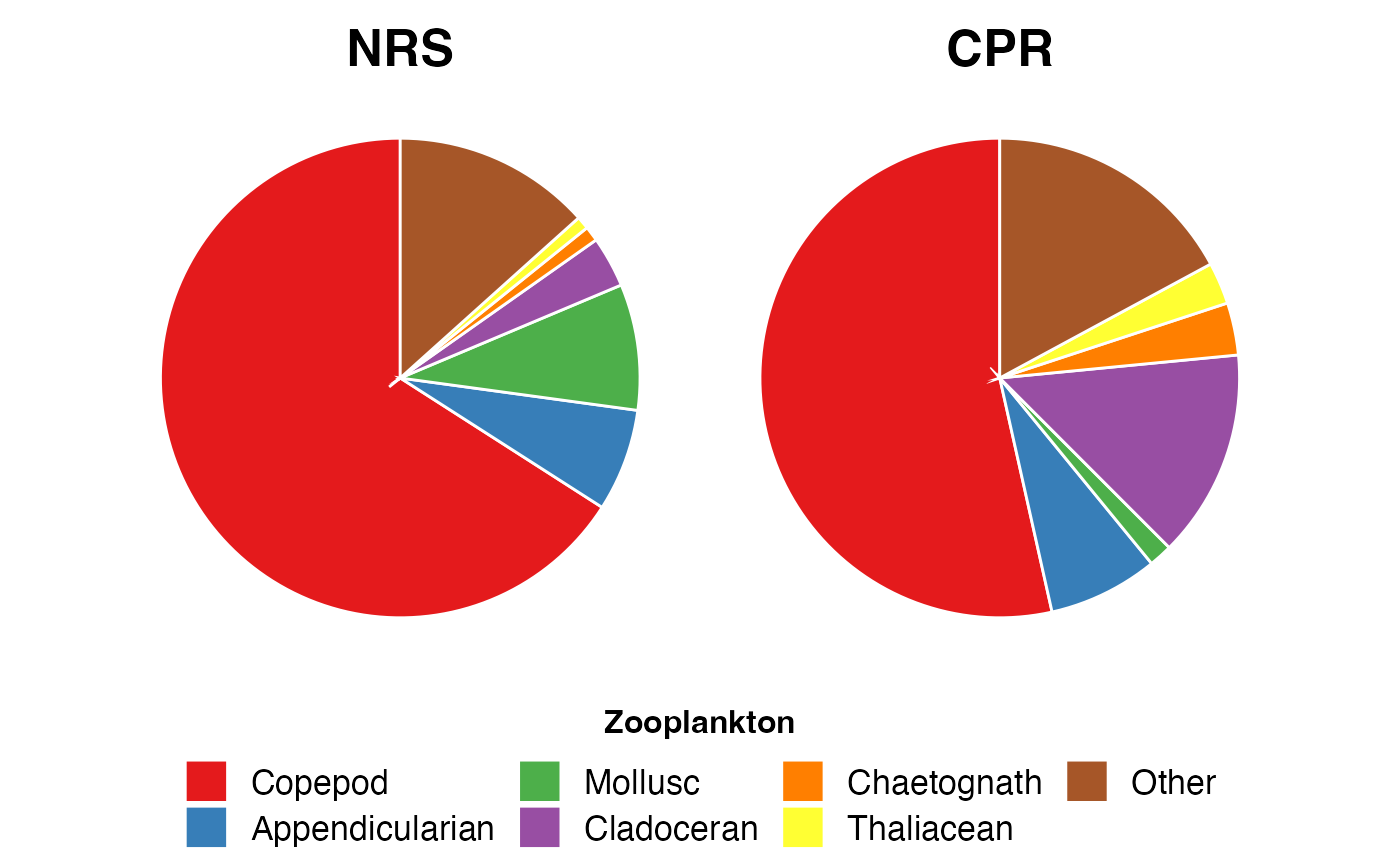 NRS CPR
Zooplankton
Copepod Mollusc Chaetognath Other
Appendicularian Cladoceran Thaliacean